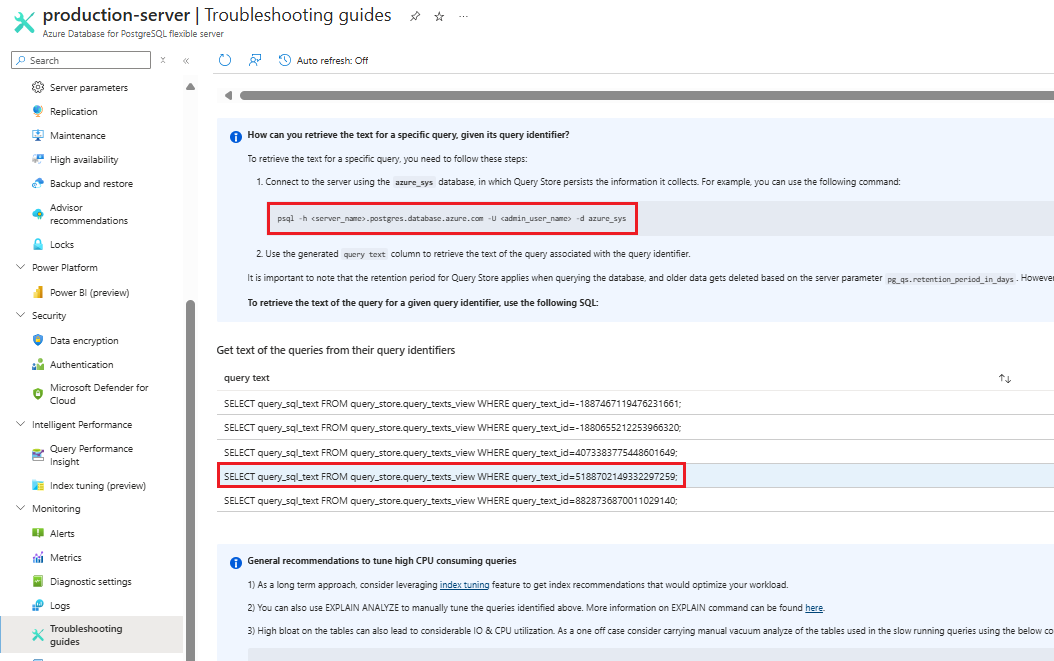 production-server | Troubleshooting guides
Azure Database for PostgreSQL flexible server
Search
Auto refresh: Off
Server parameters
Replication
Maintenance
High availability
Backup and restore
Advisor
recommendations
Locks
Power Platform
Power BI (preview)
Security
Data encryption
Authentication
Microsoft Defender for
Cloud
Intelligent Performance
Query Performance
Insight
Index tuning (preview)
Monitoring
Alerts
Metrics
Diagnostic settings
Logs
Troubleshooting
guides
How can you retrieve the text for a specific query, given its query identifier?
To retrieve the text for a specific query, you need to follow these steps:
1. Connect to the server using the azure_sys database, in which Query Store persists the information it collects. For example, you can use the following command:
psql -h <server_name>.postgres.database.azure.com -U <admin_user_name> -d azure_sys
2. Use the generated query text column to retrieve the text of the query associated with the query identifier.
It is important to note that the retention period for Query Store applies when querying the database, and older data gets deleted based on the server parameter pg_qs.retention_period_in_days. However
To retrieve the text of the query for a given query identifier, use the following SQL:
Get text of the queries from their query identifiers
query text
SELECT query_sql_text FROM query_store.query_texts_view WHERE query_text_id=-1887467119476231661;
SELECT query_sql_text FROM query_store.query_texts_view WHERE query_text_id=-1880655212253966320;
SELECT query_sql_text FROM query_store.query_texts_view WHERE query_text_id=4073383775448601649;
SELECT query_sql_text FROM query_store.query_texts_view WHERE query_text_id=5188702149332297259;
SELECT query_sql_text FROM query_store.query_texts_view WHERE query_text_id=8828736870011029140;
General recommendations to tune high CPU consuming queries
1) As a long term approach, consider leveraging index tuning feature to get index recommendations that would optimize your workload.
2) You can also use EXPLAIN ANALYZE to manually tune the queries identified above. More information on EXPLAIN command can be found here.
3) High bloat on the tables can also lead to considerable IO & CPU utilization. As a one off case consider carrying manual vacuum analyze of the tables used in the slow running queries using the below co